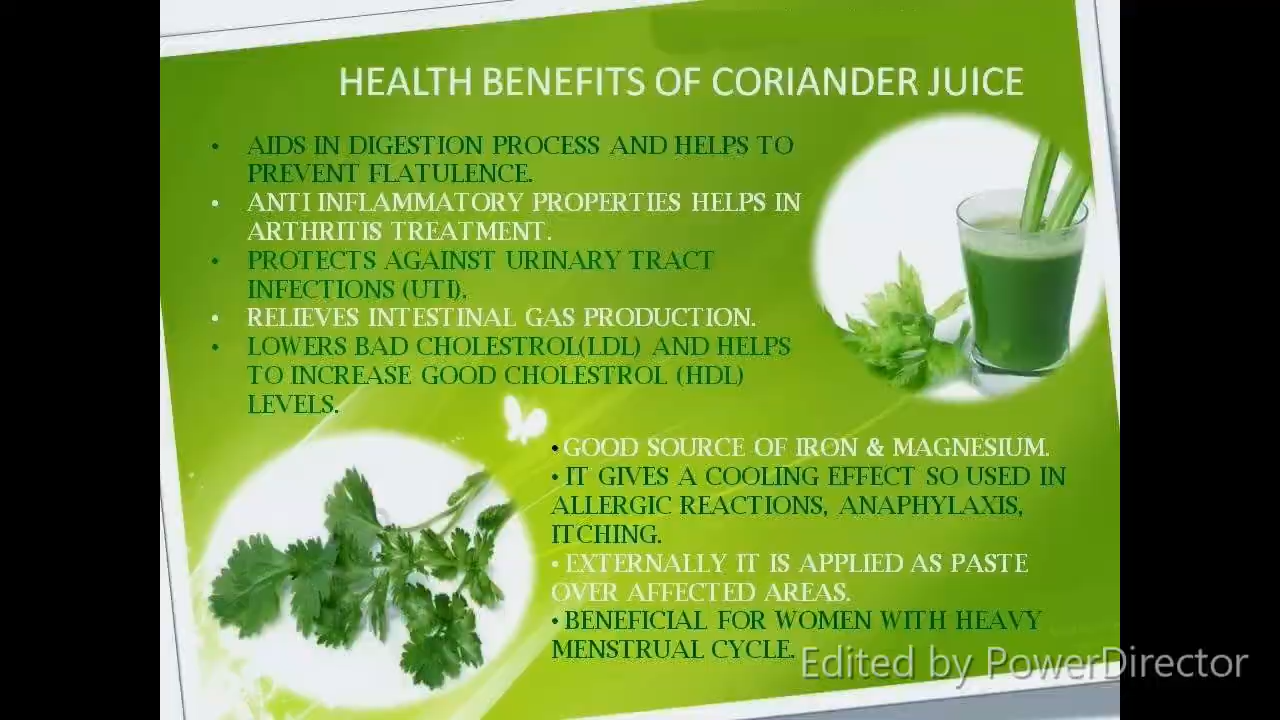 HEALTH BENEFITS OF CORIANDER JUICE
• AIDS IN DIGESTION PROCESS AND HELPS TO
PREVENT FLATULENCE.
• ANTI INFLAMMATORY PROPERTIES HELPS IN
ARTHRITIS TREATMENT.
• PROTECTS AGAINST URINARY TRACT
INFECTIONS (UTI).
• RELIEVES INTESTINAL GAS PRODUCTION.
• LOWERS BAD CHOLESTROL(LDL) AND HELPS
TO INCREASE GOOD CHOLESTROL (HDL)
LEVELS.
• GOOD SOURCE OF IRON & MAGNESIUM.
• IT GIVES A COOLING EFFECT SO USED IN
ALLERGIC REACTIONS, ANAPHYLAXIS,
ITCHING.
• EXTERNALLY IT IS APPLIED AS PASTE
OVER AFFECTED AREAS.
• BENEFICIAL FOR WOMEN WITH HEAVY
MENSTRUAL CYCLE.
Edited by PowerDirector